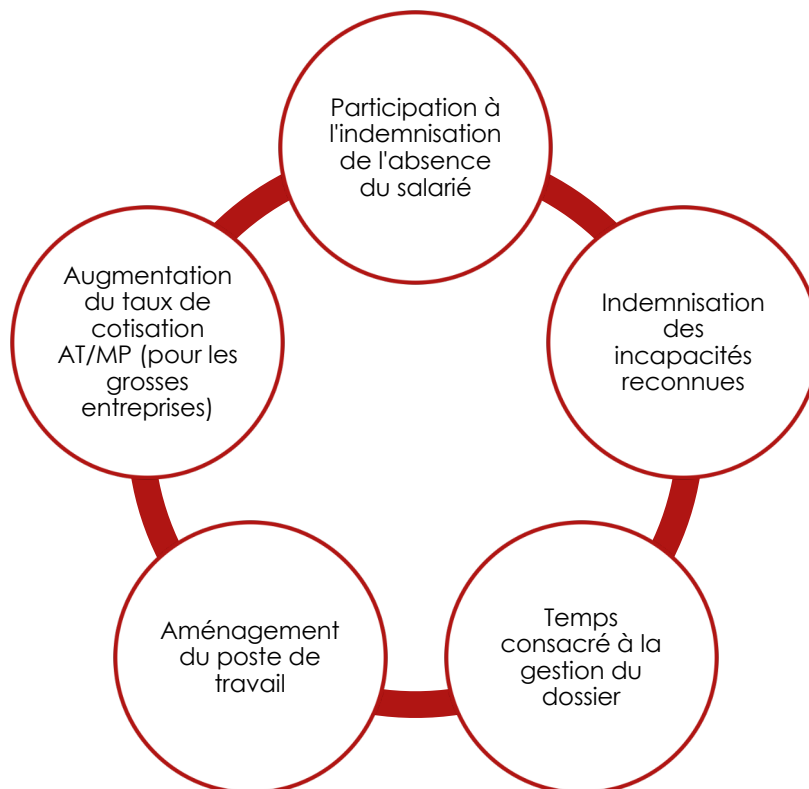 Participation à
l'indemnisation
de l'absence
du salarié
Indemnisation
des
incapacités
reconnues
Temps
consacré à la
gestion du
dossier
Aménagement
du poste de
travail
Augmentation
du taux de
cotisation
AT/MP (pour les
grosses
entreprises)